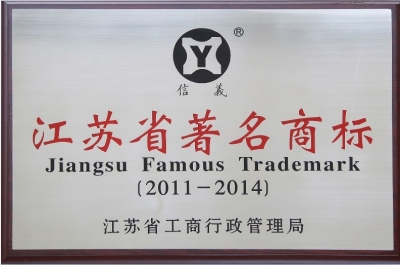 Y®
信義
江苏省著名商标
Jiangsu Famous Trademark
(2011-2014)
江苏省工商行政管理局